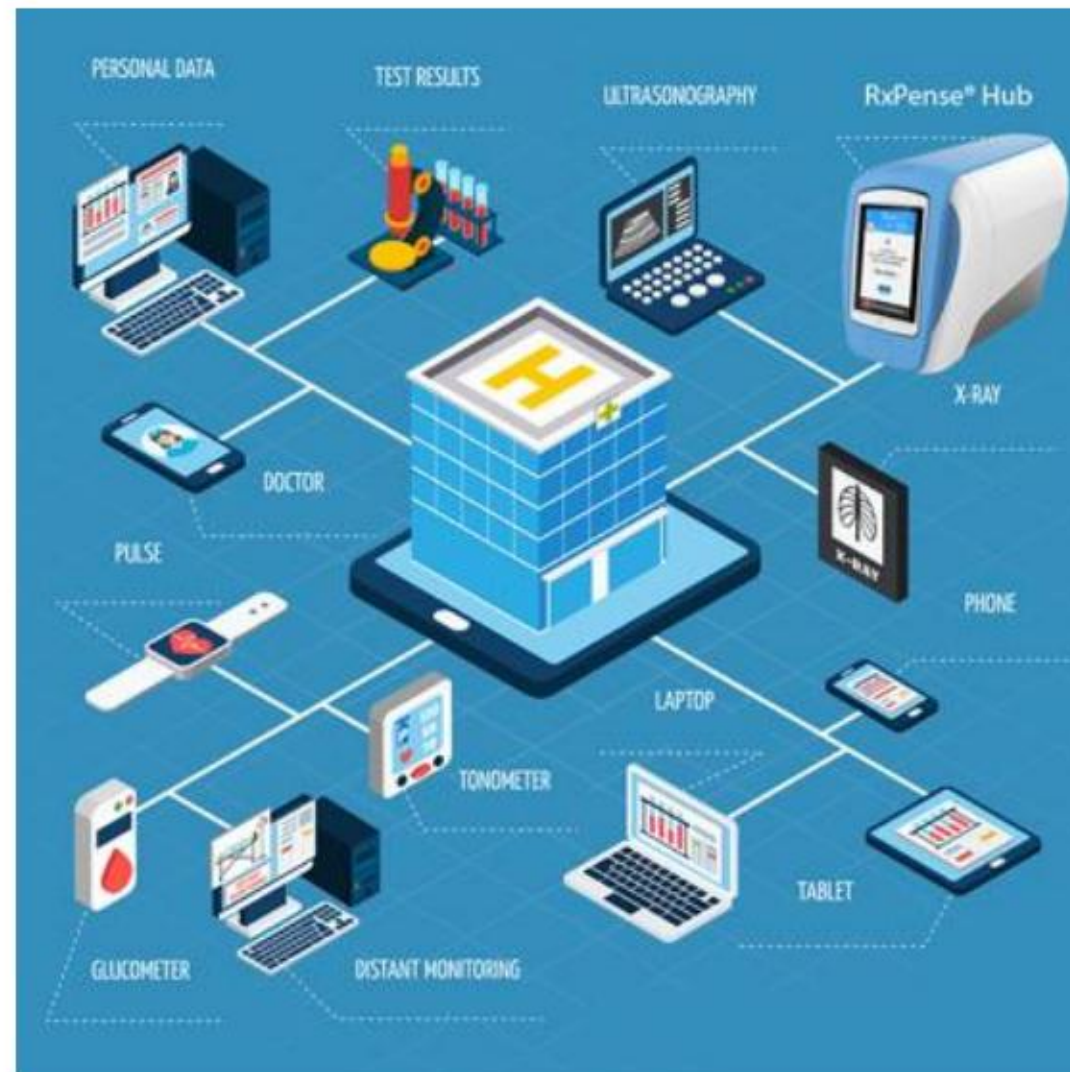 PERSONAL DATA
TEST RESULTS
ULTRASONOGRAPHY
RxPense® Hub
X-RAY
DOCTOR
H
PULSE
X-RAY
PHONE
LAPTOP
TONOMETER
TABLET
GLUCOMETER
DISTANT MONITORING